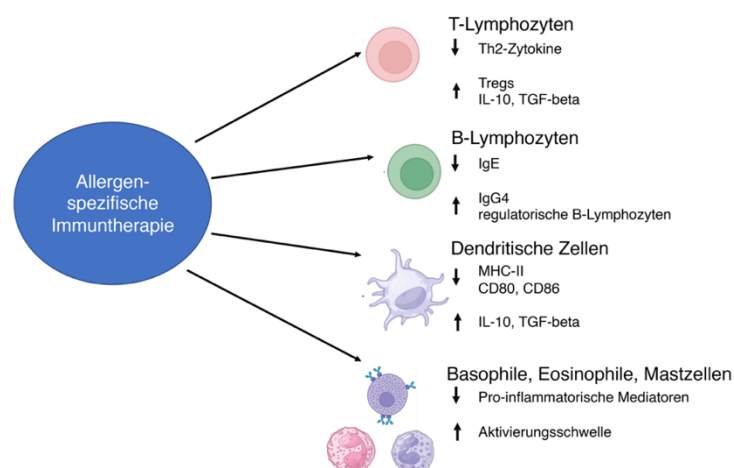 Allergen-
spezifische
Immuntherapie
T-Lymphozyten
Th2-Zytokine
Tregs
IL-10, TGF-beta
B-Lymphozyten
IgE
IgG4
regulatorische B-Lymphozyten
Dendritische Zellen
MHC-II
CD80, CD86
IL-10, TGF-beta
Basophile, Eosinophile, Mastzellen
Pro-inflammatorische Mediatoren
Aktivierungsschwelle